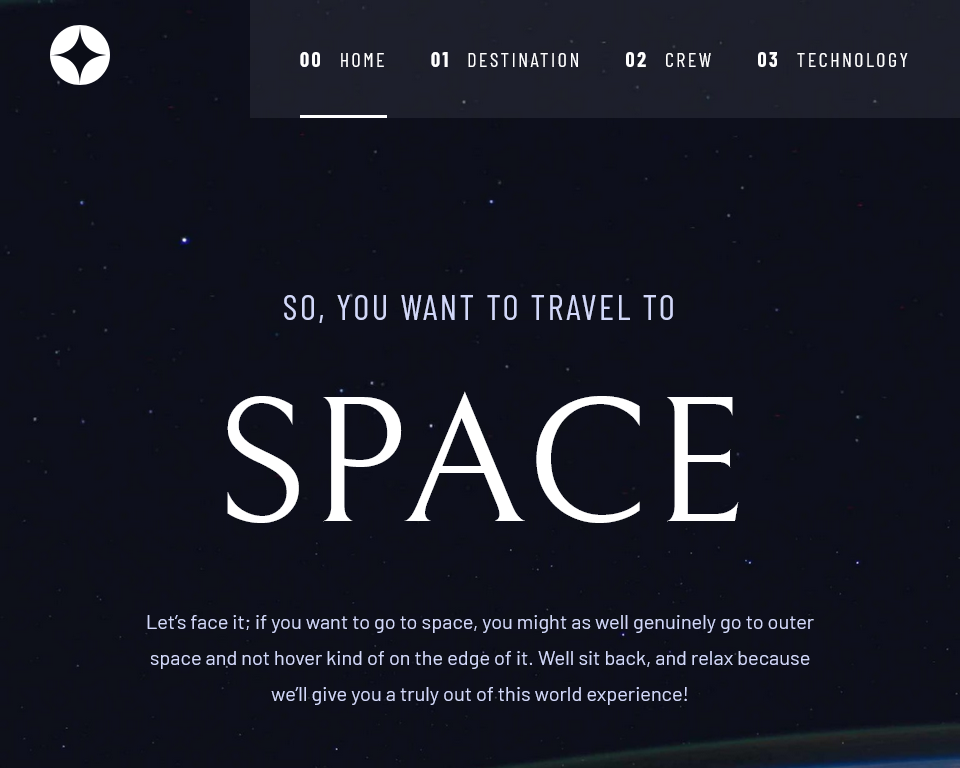 00 HOME 01 DESTINATION 02 CREW 03 TECHNOLOGY
SO, YOU WANT TO TRAVEL TO
SPACE
Let’s face it; if you want to go to space, you might as well genuinely go to outer
space and not hover kind of on the edge of it. Well sit back, and relax because
we’ll give you a truly out of this world experience!